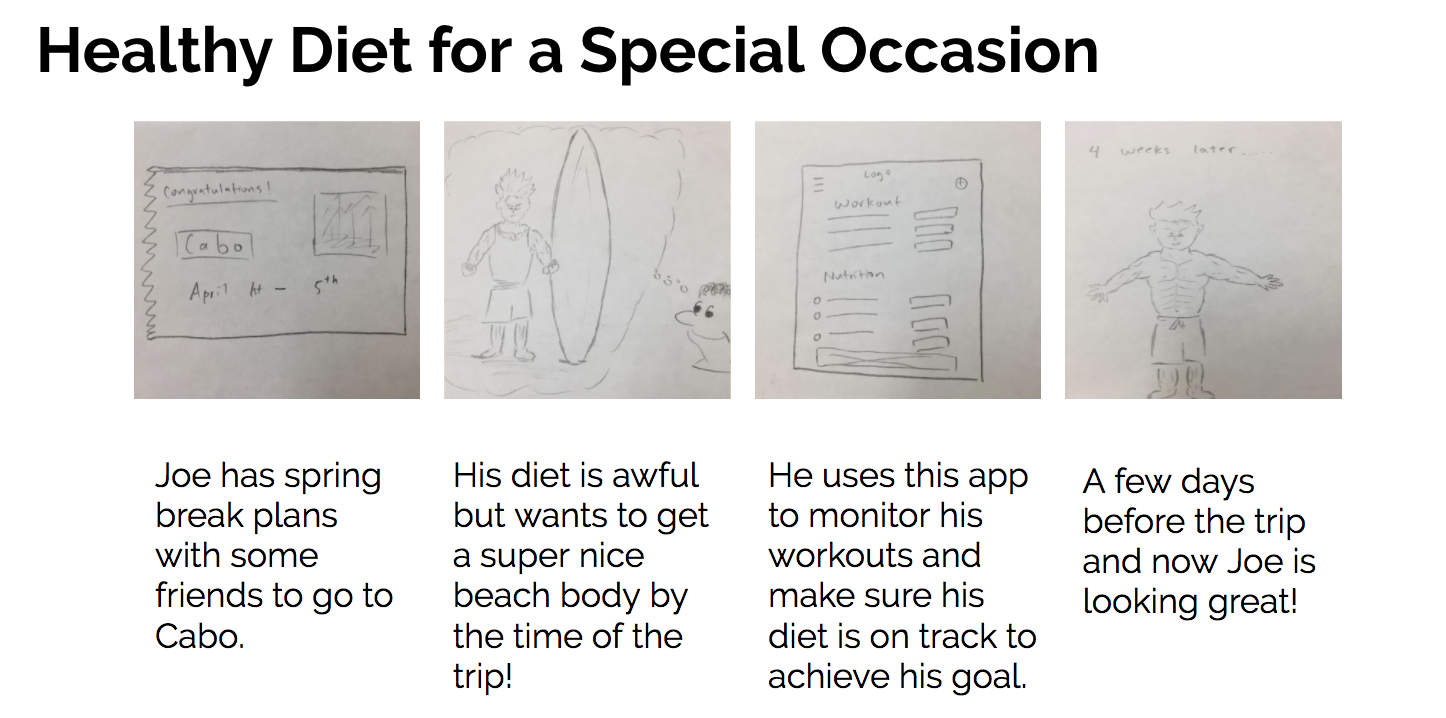 Healthy Diet for a Special Occasion
Congratulations!
Cabo
April 1st - 5th
Logo
Workout
Nutrition
4 weeks later.....
Joe has spring
break plans
with some
friends to go to
Cabo.
His diet is awful
but wants to get
a super nice
beach body by
the time of the
trip!
He uses this app
to monitor his
workouts and
make sure his
diet is on track to
achieve his goal.
A few days
before the trip
and now Joe is
looking great!